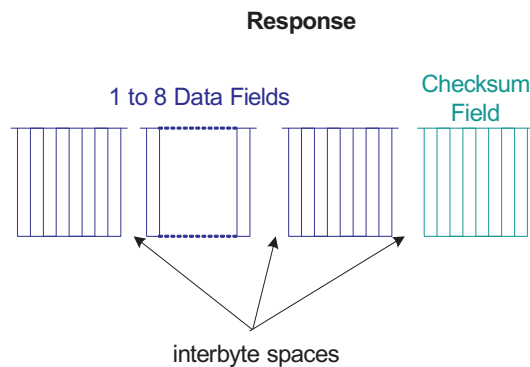 Response
1 to 8 Data Fields
Checksum
Field
interbyte spaces